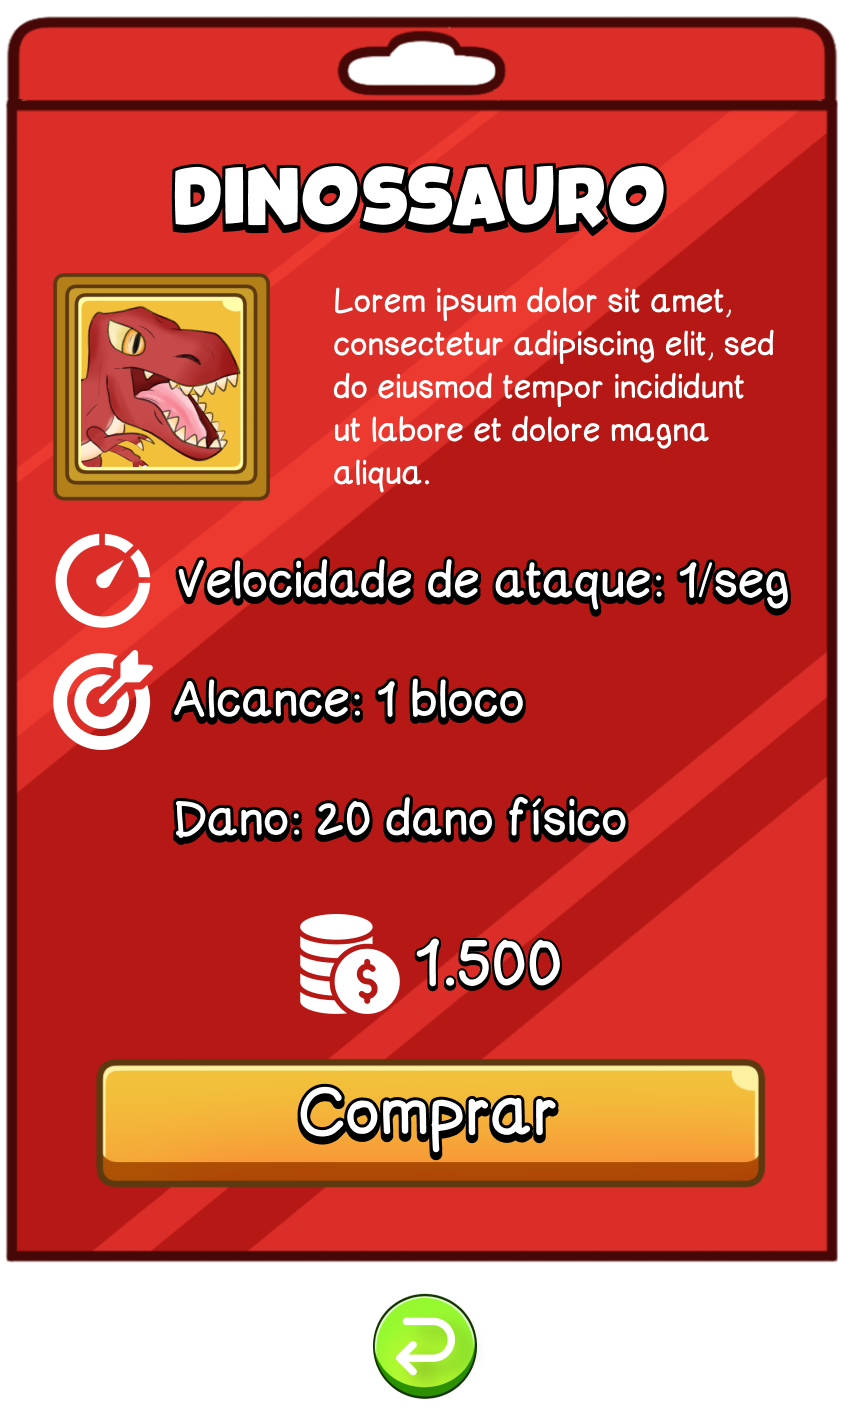 DINOSSAURO
Lorem ipsum dolor sit amet,
consectetur adipiscing elit, sed
do eiusmod tempor incididunt
ut labore et dolore magna
aliqua.
Velocidade de ataque: 1/seg
Alcance: 1 bloco
Dano: 20 dano físico
$ 1.500
Comprar